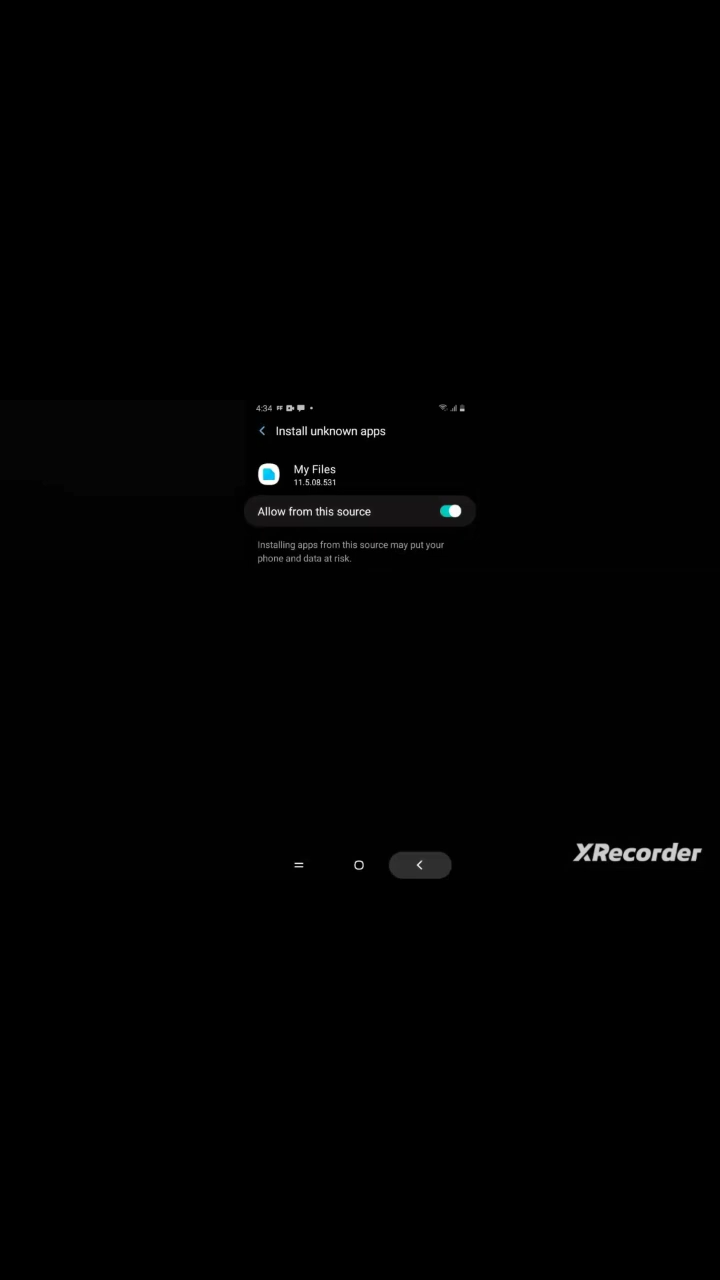 4:34
Install unknown apps
My Files
11.5.08.531
Allow from this source
Installing apps from this source may put your
phone and data at risk.
XRecorder